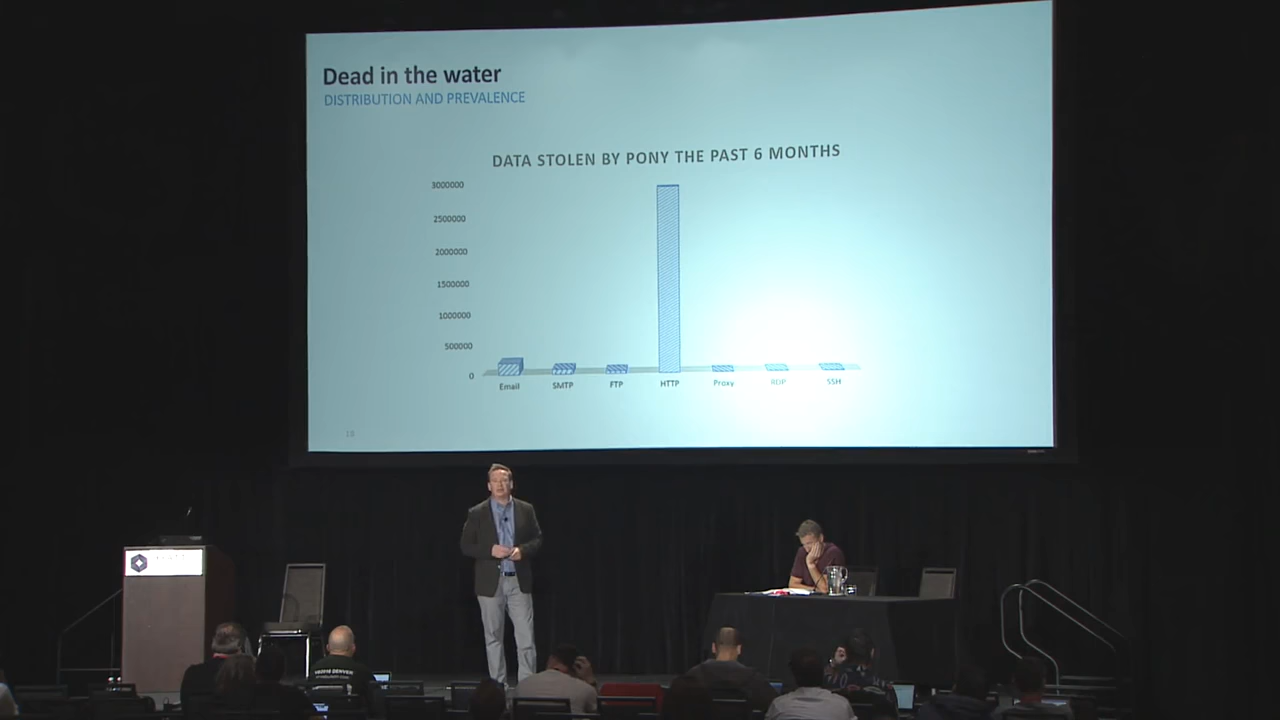 Dead in the water
DISTRIBUTION AND PREVALENCE
DATA STOLEN BY PONY THE PAST 6 MONTHS
3000000
2500000
2000000
1500000
1000000
500000
0
Email
SMTP
FTP
HTTP
Proxy
RDP
SSH